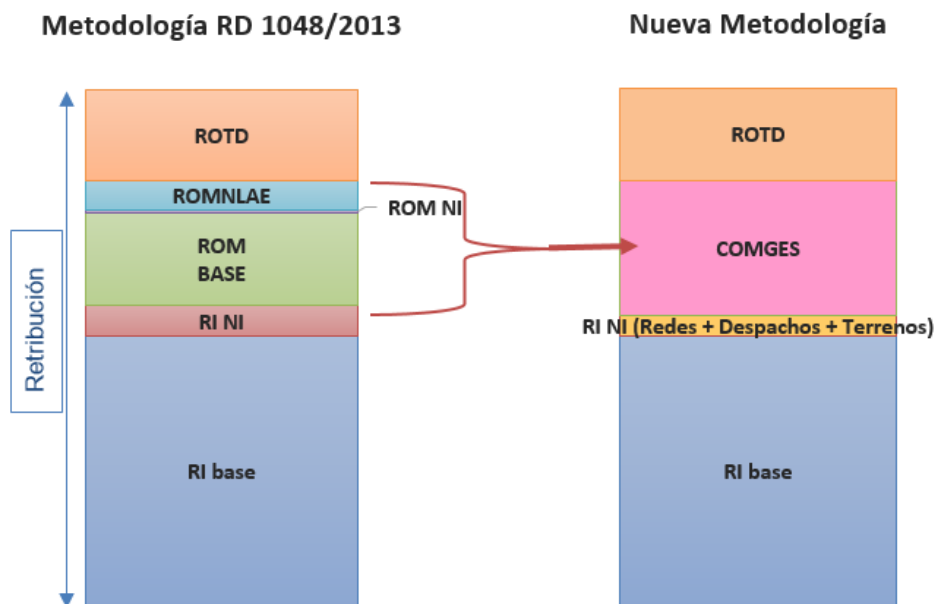 Metodología RD 1048/2013
Nueva Metodología
Retribución
ROTD
ROMNLAE
ROM NI
ROM
BASE
RI NI
RI base
ROTD
COMGES
RI NI (Redes + Despachos + Terrenos)
RI base